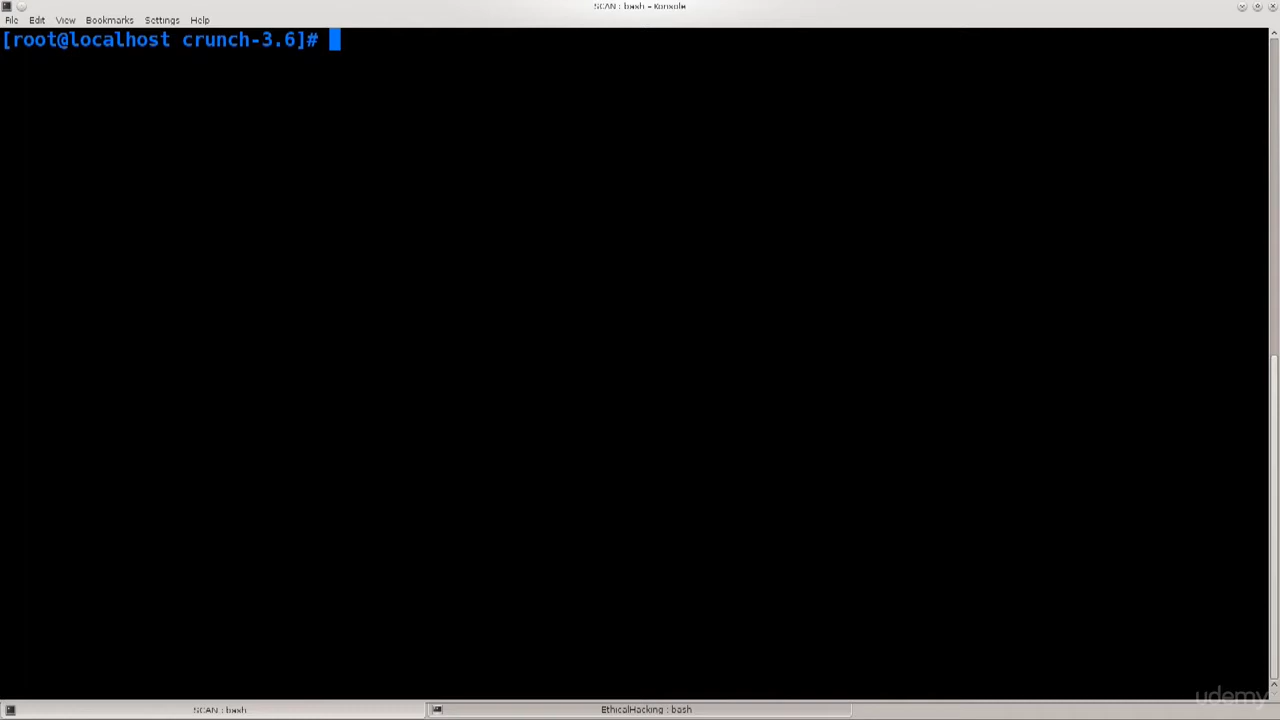 SCAN : bash – Konsole
File Edit View Bookmarks Settings Help
[root@localhost crunch-3.6]#
udemy
SCAN : bash EthicalHacking : bash